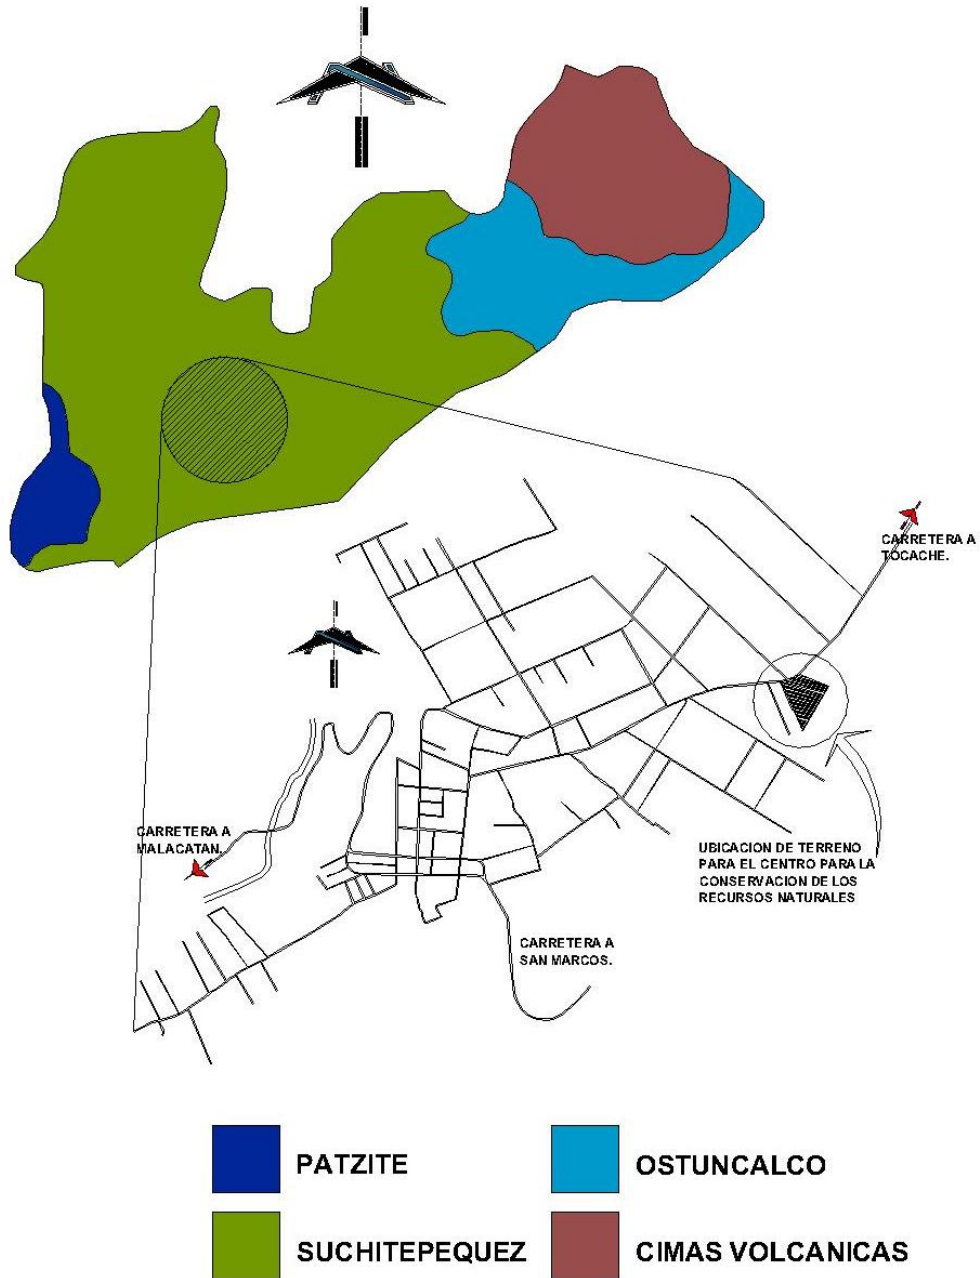 CARRETERA A
TOCACHE.
CARRETERA A
MALACATAN.
UBICACION DE TERRENO
PARA EL CENTRO PARA LA
CONSERVACION DE LOS
RECURSOS NATURALES
CARRETERA A
SAN MARCOS.
PATZITE
OSTUNCALCO
SUCHITEPEQUEZ
CIMAS VOLCANICAS